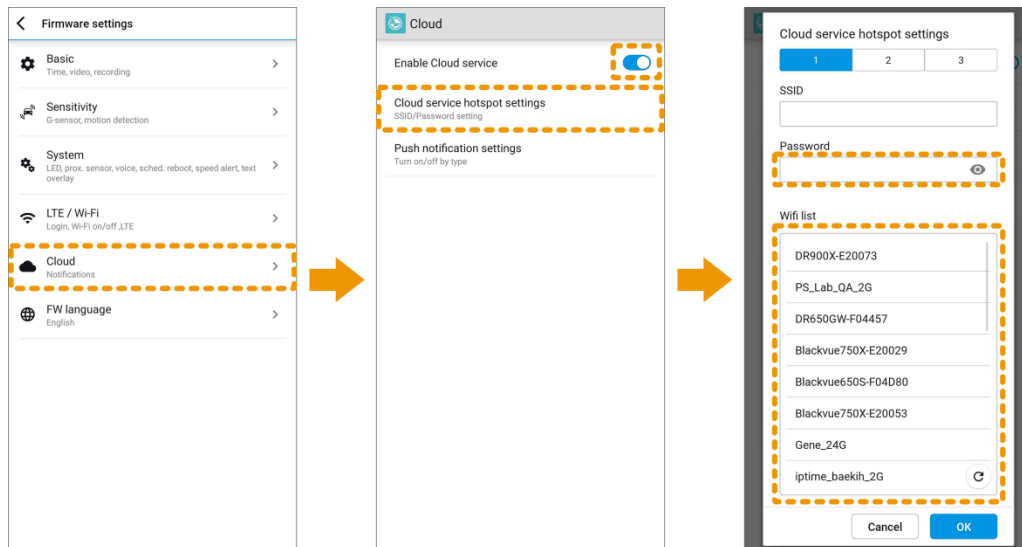 Firmware settings
Basic
Time, video, recording
Sensitivity
G-sensor, motion detection
System
LED, prox. sensor, voice, sched. reboot, speed alert, text
overlay
LTE / Wi-Fi
Login, Wi-Fi on/off ,LTE
Cloud
Notifications
FW language
English
Cloud
Enable Cloud service
Cloud service hotspot settings
SSID/Password setting
Push notification settings
Turn on/off by type
Cloud service hotspot settings
1 2 3
SSID
Password
Wifi list
DR900X-E20073
PS_Lab_QA_2G
DR650GW-F04457
Blackvue750X-E20029
Blackvue650S-F04D80
Blackvue750X-E20053
Gene_24G
iptime_baekih_2G
Cancel OK